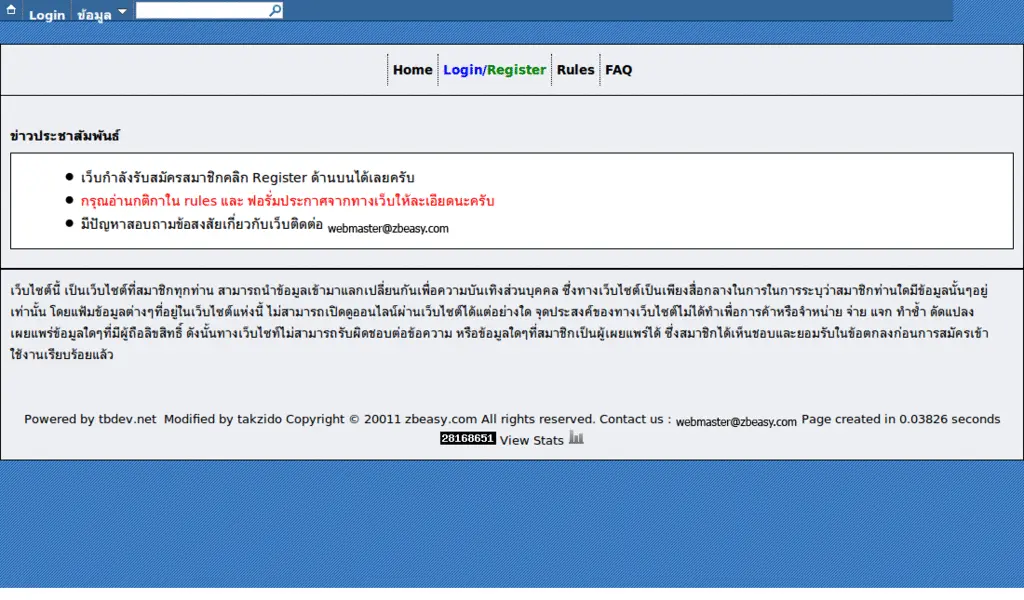 Login ข้อมูล
Home Login/Register Rules FAQ
ข่าวประชาสัมพันธ์
เว็บกำลังรับสมัครสมาชิกคลิก Register ด้านบนได้เลยครับ
กรุณอ่านกติกาใน rules และ ฟอรั่มประกาศจากทางเว็บให้ละเอียดนะครับ
มีปัญหาสอบถามข้อสงสัยเกี่ยวกับเว็บติดต่อ webmaster@zbeasy.com
เว็บไซต์นี้ เป็นเว็บไซต์ที่สมาชิกทุกท่าน สามารถนำข้อมูลเข้ามาแลกเปลี่ยนกันเพื่อความบันเทิงส่วนบุคคล ซึ่งทางเว็บไซต์เป็นเพียงสื่อกลางในการในการระบุว่าสมาชิกท่านใดมีข้อมูลนั้นๆอยู่
เท่านั้น โดยแฟ้มข้อมูลต่างๆที่อยู่ในเว็บไซต์แห่งนี้ ไม่สามารถเปิดดูออนไลน์ผ่านเว็บไซต์ได้แต่อย่างใด จุดประสงค์ของทางเว็บไซต์ไม่ได้ทำเพื่อการค้าหรือจำหน่าย จ่าย แจก ทำซ้ำ ดัดแปลง
เผยแพร่ข้อมูลใดๆที่มีผู้ถือลิขสิทธิ์ ดังนั้นทางเว็บไซท์ไม่สามารถรับผิดชอบต่อข้อความ หรือข้อมูลใดๆที่สมาชิกเป็นผู้เผยแพร่ได้ ซึ่งสมาชิกได้เห็นชอบและยอมรับในข้อตกลงก่อนการสมัครเข้า
ใช้งานเรียบร้อยแล้ว
Powered by tbdev.net Modified by takzido Copyright © 20011 zbeasy.com All rights reserved. Contact us : webmaster@zbeasy.com Page created in 0.03826 seconds
28168651 View Stats